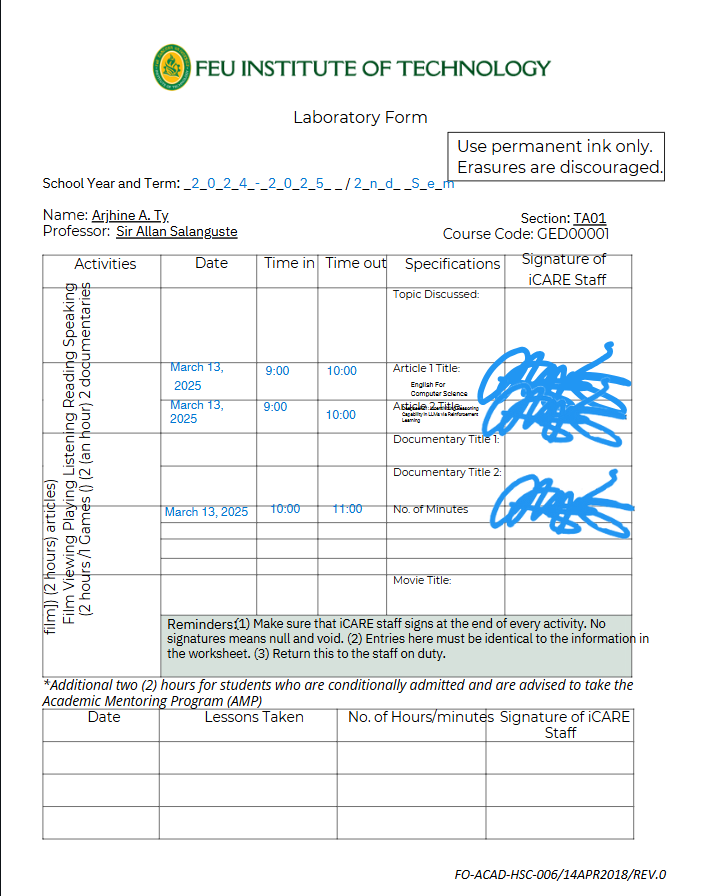 FEU INSTITUTE OF TECHNOLOGY
Laboratory Form
Use permanent ink only.
Erasures are discouraged.
School Year and Term: _2_0_2_4_-_2_0_2_5_ _ / 2_n_d_ _S_e_m
Name: Arjhine A. Ty
Section: TA01
Professor: Sir Allan Salanguste
Course Code: GED00001
Activities Date Time in Time out Specifications Signature of
iCARE Staff
film]) (2 hours) articles)
Film Viewing Playing Listening Reading Speaking
(2 hours /1 Games () (2 (an hour) 2 documentaries
Topic Discussed:
March 13,
2025
9:00 10:00 Article 1 Title:
English For
Computer Science
March 13,
2025
9:00 10:00 Article 2 Title:
Reasoning
Capability in LLMs via Reinforcement
Learning
Documentary Title 1:
Documentary Title 2:
March 13, 2025 10:00 11:00 No. of Minutes
Movie Title:
Reminders:(1) Make sure that iCARE staff signs at the end of every activity. No
signatures means null and void. (2) Entries here must be identical to the information in
the worksheet. (3) Return this to the staff on duty.
*Additional two (2) hours for students who are conditionally admitted and are advised to take the
Academic Mentoring Program (AMP)
Date Lessons Taken No. of Hours/minutes Signature of iCARE
Staff
FO-ACAD-HSC-006/14APR2018/REV.0